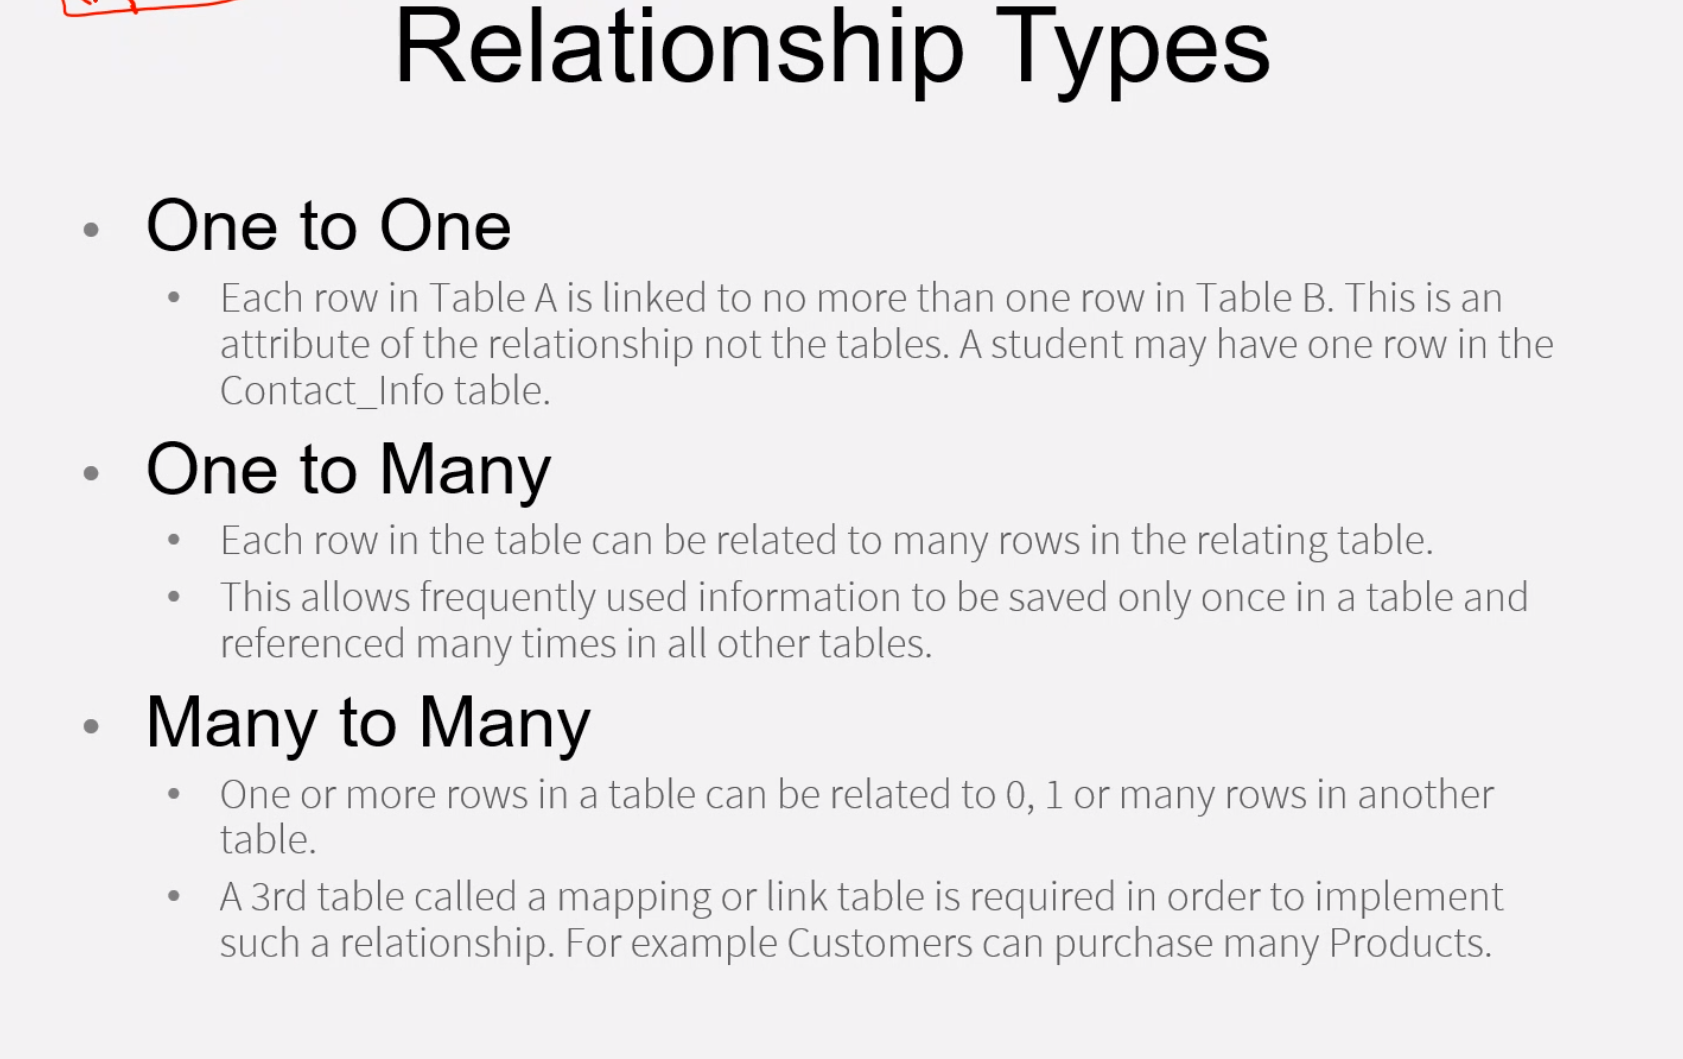 Relationship Types
• One to One
• Each row in Table A is linked to no more than one row in Table B. This is an
attribute of the relationship not the tables. A student may have one row in the
Contact_Info table.
• One to Many
• Each row in the table can be related to many rows in the relating table.
• This allows frequently used information to be saved only once in a table and
referenced many times in all other tables.
• Many to Many
• One or more rows in a table can be related to 0, 1 or many rows in another
table.
• A 3rd table called a mapping or link table is required in order to implement
such a relationship. For example Customers can purchase many Products.